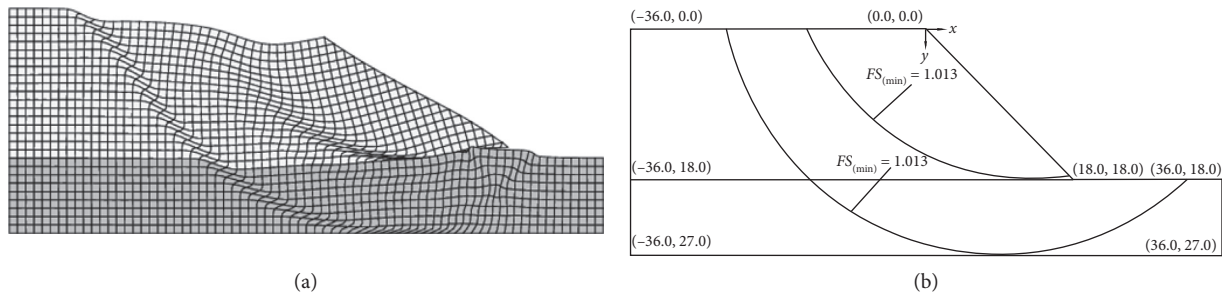 (−36.0, 0.0)
(0.0, 0.0)
x
y
FS(min) = 1.013
FS(min) = 1.013
(−36.0, 18.0)
(18.0, 18.0) (36.0, 18.0)
(−36.0, 27.0)
(36.0, 27.0)
(a)
(b)